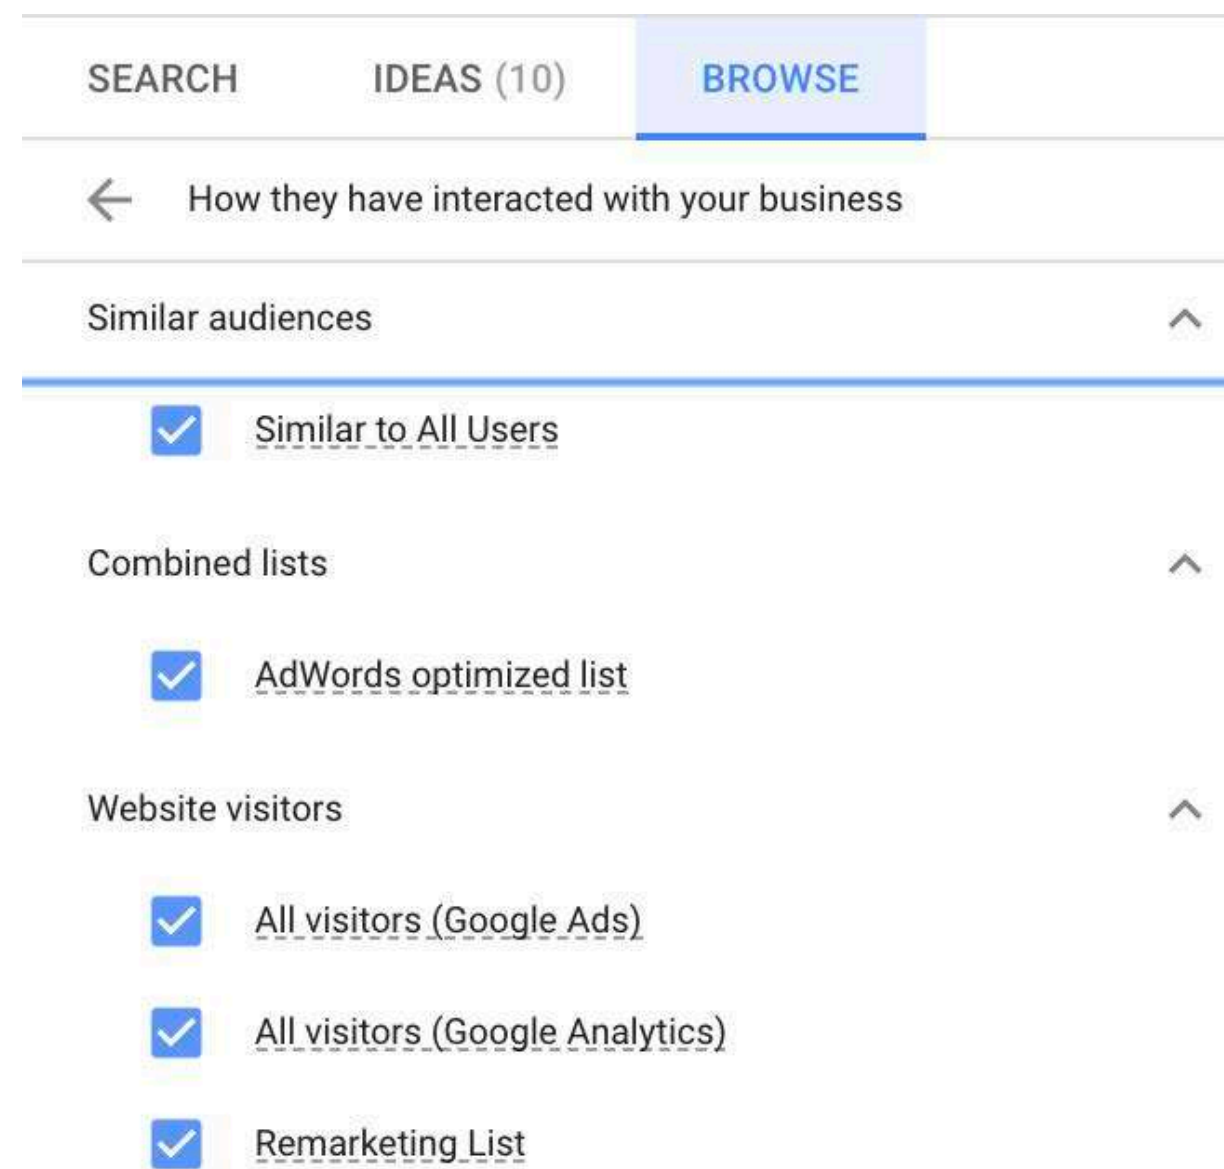 SEARCH IDEAS (10) BROWSE
How they have interacted with your business
Similar audiences
Similar to All Users
Combined lists
AdWords optimized list
Website visitors
All visitors (Google Ads)
All visitors (Google Analytics)
Remarketing List